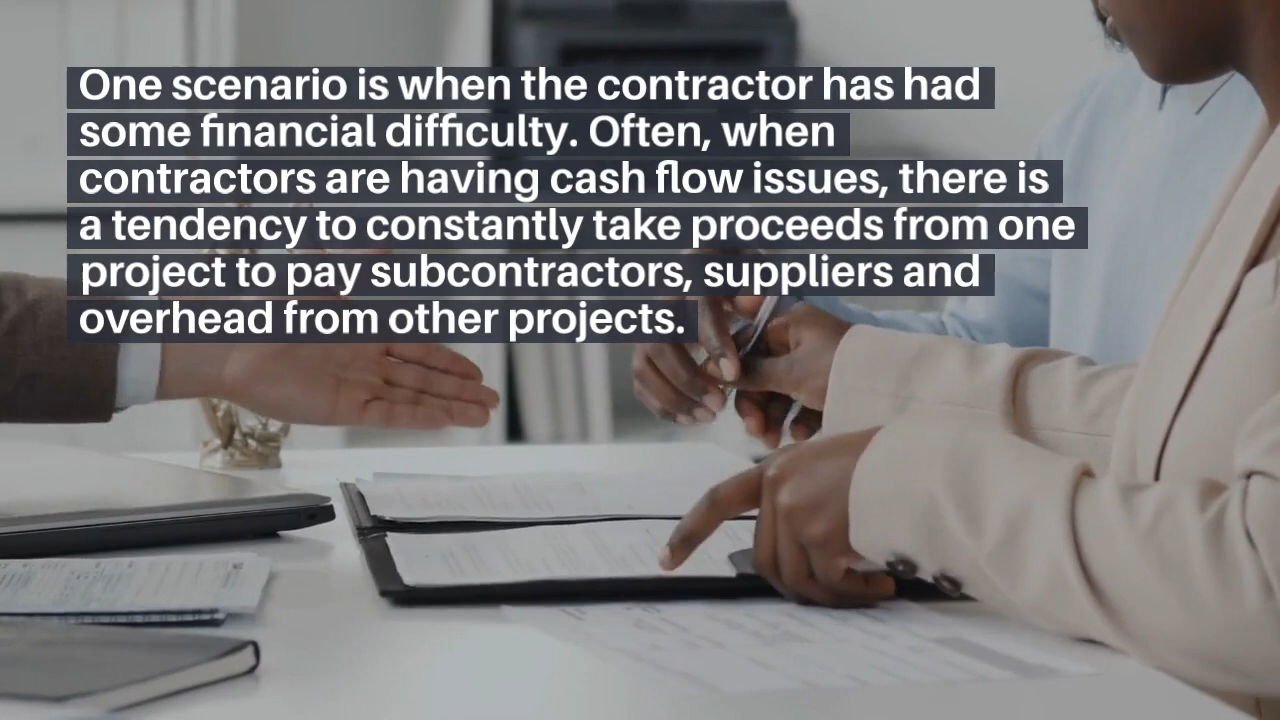 One scenario is when the contractor has had
some financial difficulty. Often, when
contractors are having cash flow issues, there is
a tendency to constantly take proceeds from one
project to pay subcontractors, suppliers and
overhead from other projects.